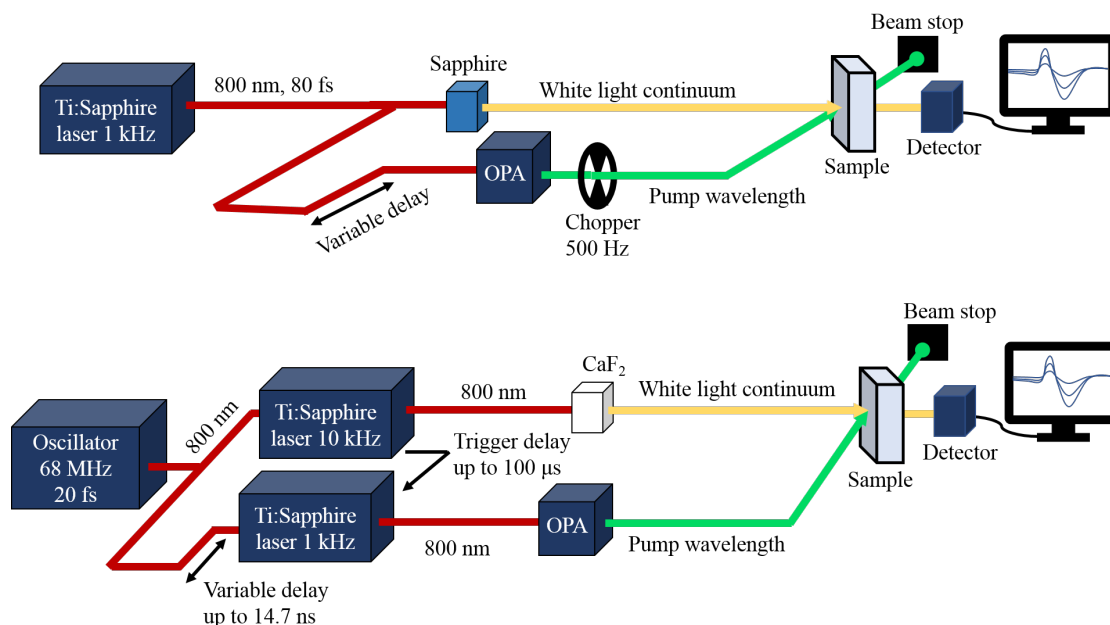 Beam stop
Sapphire
800 nm, 80 fs
White light continuum
Ti:Sapphire
laser 1 kHz
OPA
Detector
Sample
Variable delay
Pump wavelength
Chopper
500 Hz
Beam stop
CaF₂
800 nm
White light continuum
800 nm
Ti:Sapphire
laser 10 kHz
Oscillator
68 MHz
20 fs
Trigger delay
up to 100 μs
Detector
Sample
Ti:Sapphire
laser 1 kHz
OPA
800 nm
Pump wavelength
Variable delay
up to 14.7 ns